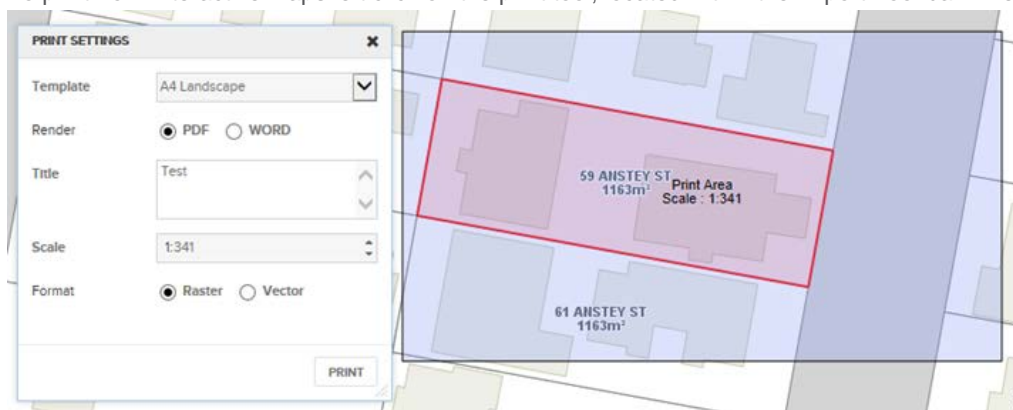 PRINT SETTINGS
Template A4 Landscape
Render PDF WORD
Title Test
Scale 1:341
Format Raster Vector
PRINT
59 ANSTEY ST
1163m²
Print Area
Scale : 1:341
61 ANSTEY ST
1163m²